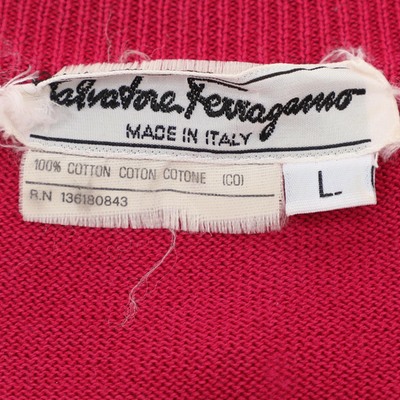 Salvatore Ferragamo
MADE IN ITALY
100% COTTON COTON COTONE (CO)
R.N 136180843
L